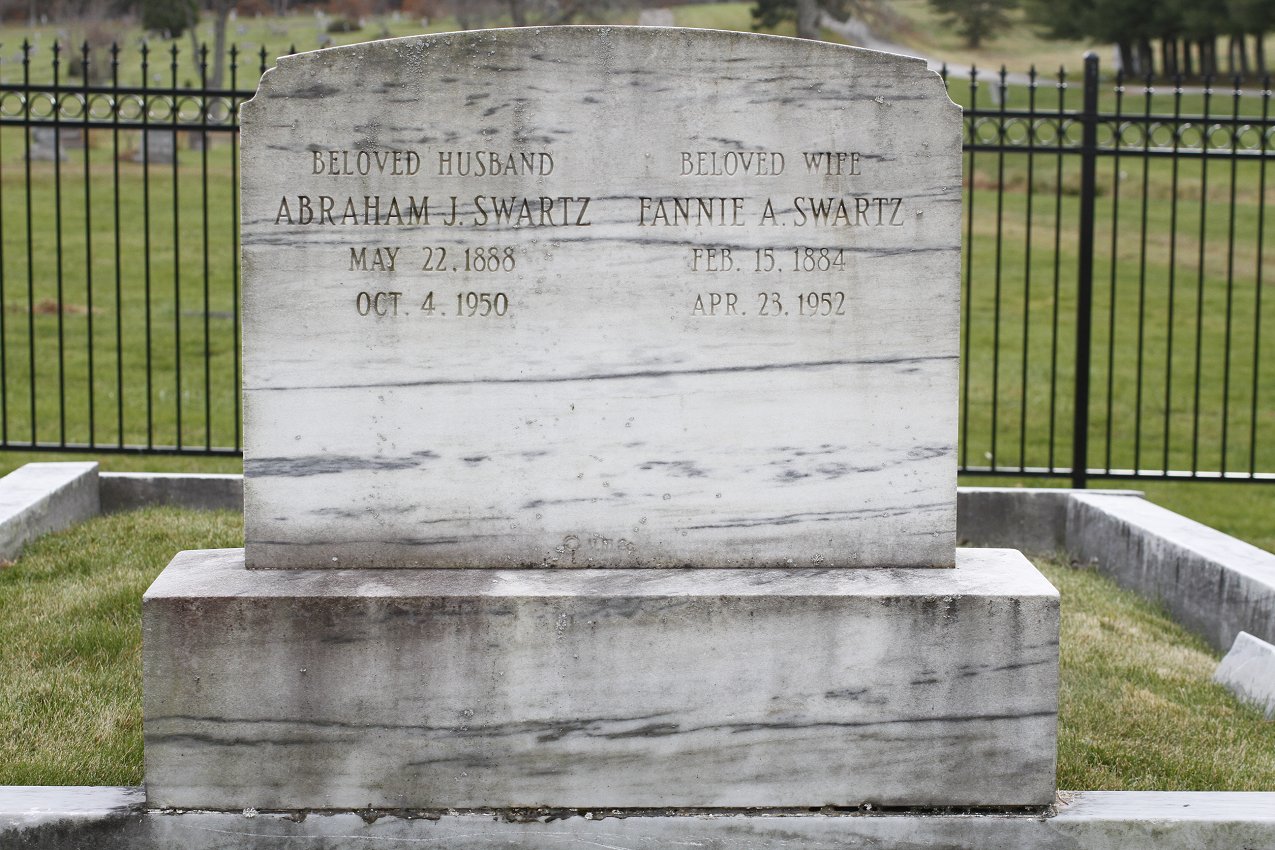 BELOVED HUSBAND
ABRAHAM J. SWARTZ
MAY 22, 1888
OCT. 4, 1950
BELOVED WIFE
FANNIE A. SWARTZ
FEB. 15, 1884
APR. 23, 1952